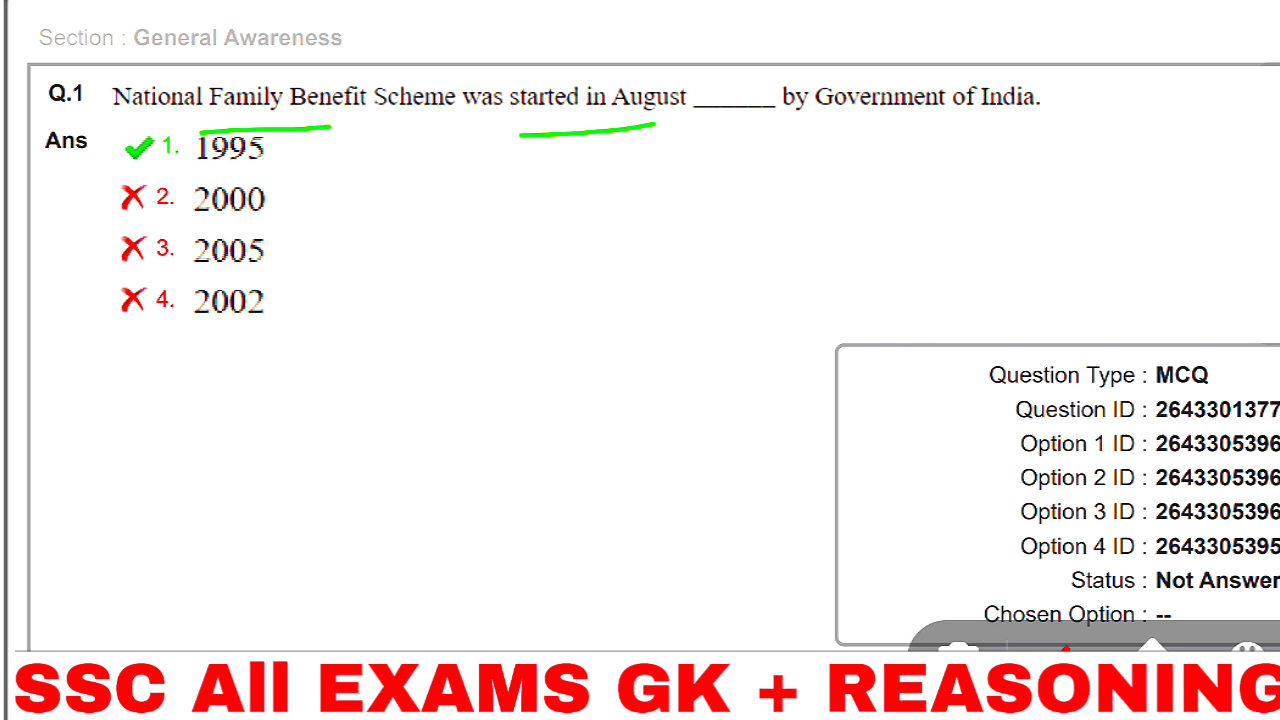 Section : General Awareness
Q.1 National Family Benefit Scheme was started in August ______ by Government of India.
Ans 1. 1995
2. 2000
3. 2005
4. 2002
Question Type : MCQ
Question ID : 2643301377
Option 1 ID : 2643305396
Option 2 ID : 2643305396
Option 3 ID : 2643305396
Option 4 ID : 2643305395
Status : Not Answer
Chosen Option : --
SSC All EXAMS GK + REASONING